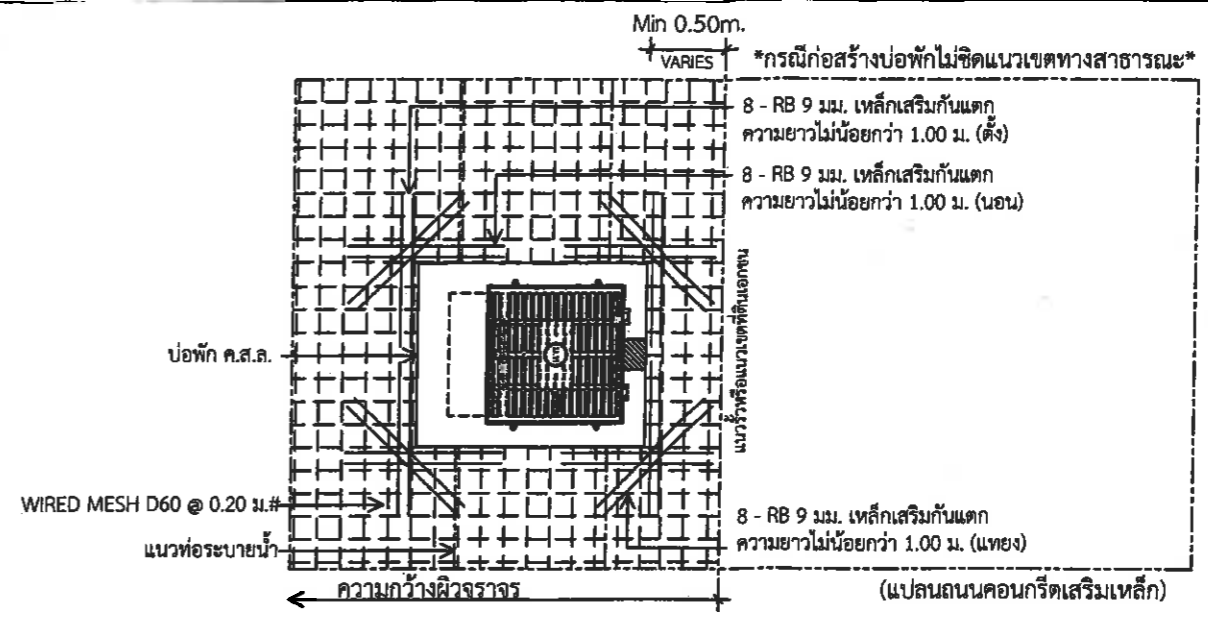 Min 0.50m.
VARIES
*กรณีก่อสร้างบ่อพักไม่ชิดแนวเขตทางสาธารณะ*
8 - RB 9 มม. เหล็กเสริมกันแตก
ความยาวไม่น้อยกว่า 1.00 ม. (ตั้ง)
8 - RB 9 มม. เหล็กเสริมกันแตก
ความยาวไม่น้อยกว่า 1.00 ม. (นอน)
แนวรั้วหรือแนวเขตที่ดินเอกชน
บ่อพัก ค.ส.ล.
WIRED MESH D60 @ 0.20 ม.#
แนวท่อระบายน้ำ
8 - RB 9 มม. เหล็กเสริมกันแตก
ความยาวไม่น้อยกว่า 1.00 ม. (แทยง)
ความกว้างผิวจราจร
(แปลนถนนคอนกรีตเสริมเหล็ก)